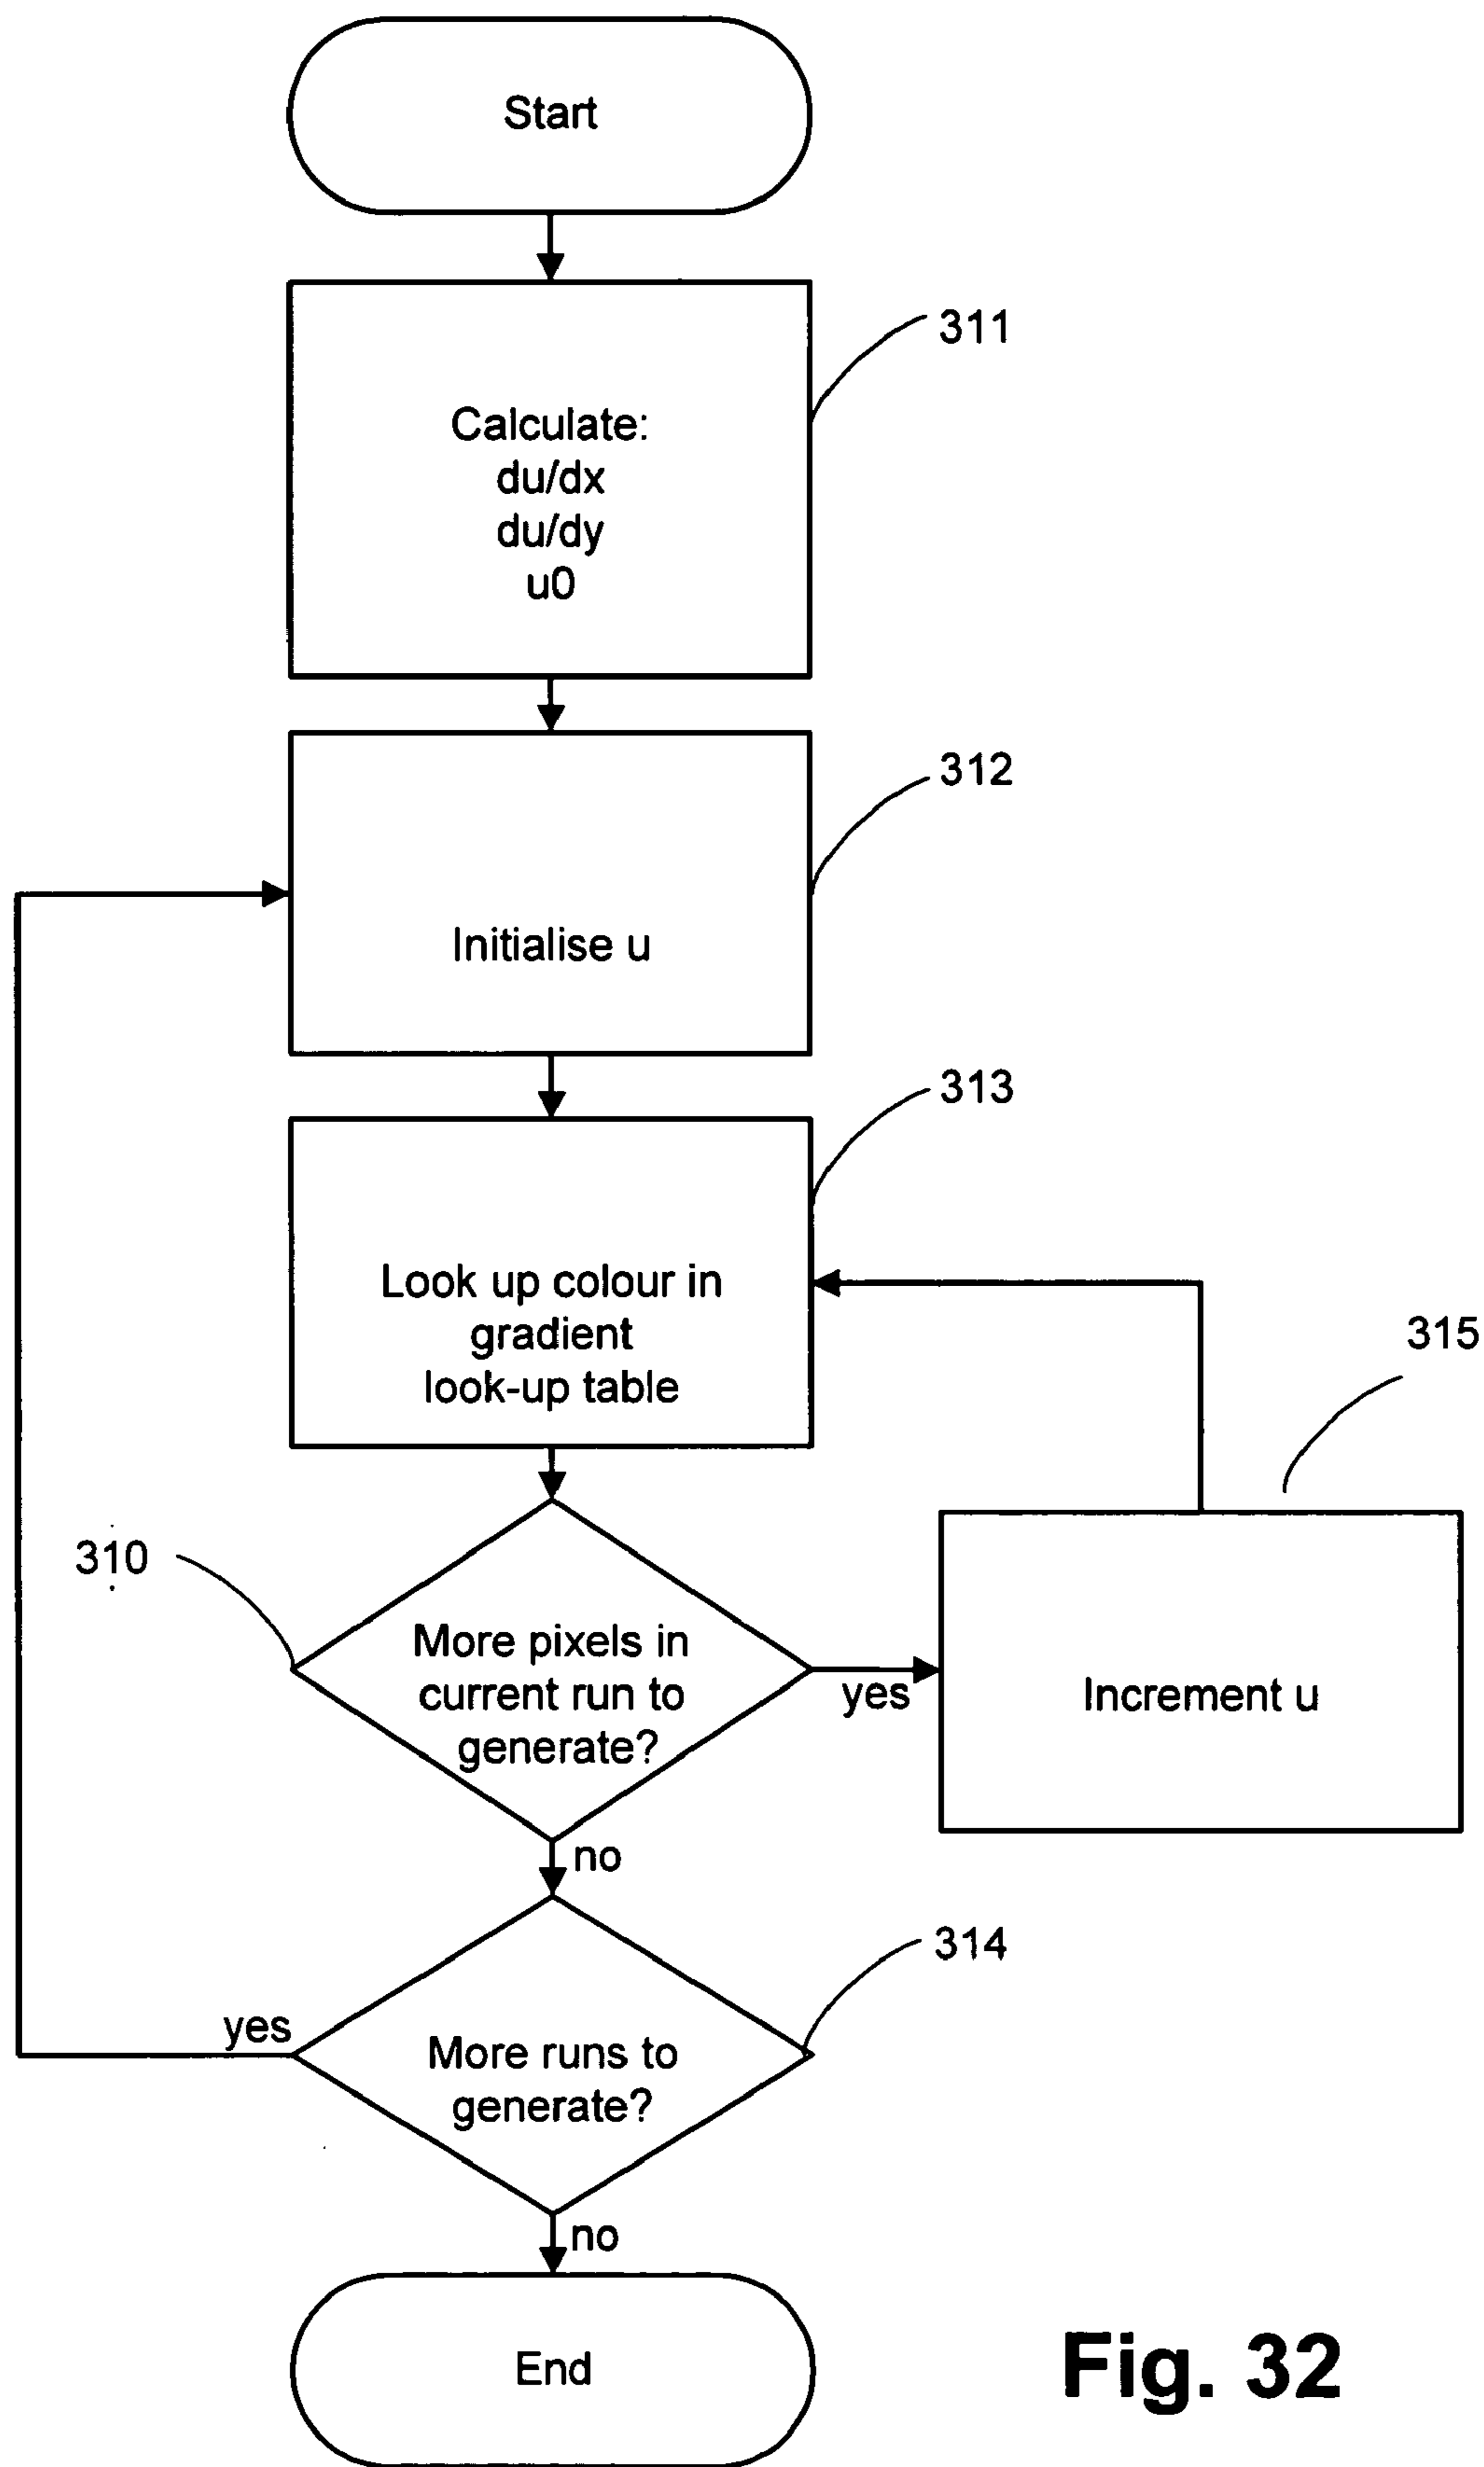 Start
311
Calculate:
du/dx
du/dy
u0
312
Initialise u
313
Look up colour in
gradient
look-up table
315
310
More pixels in
current run to
generate?
yes
Increment u
no
314
yes
More runs to
generate?
no
End
Fig. 32